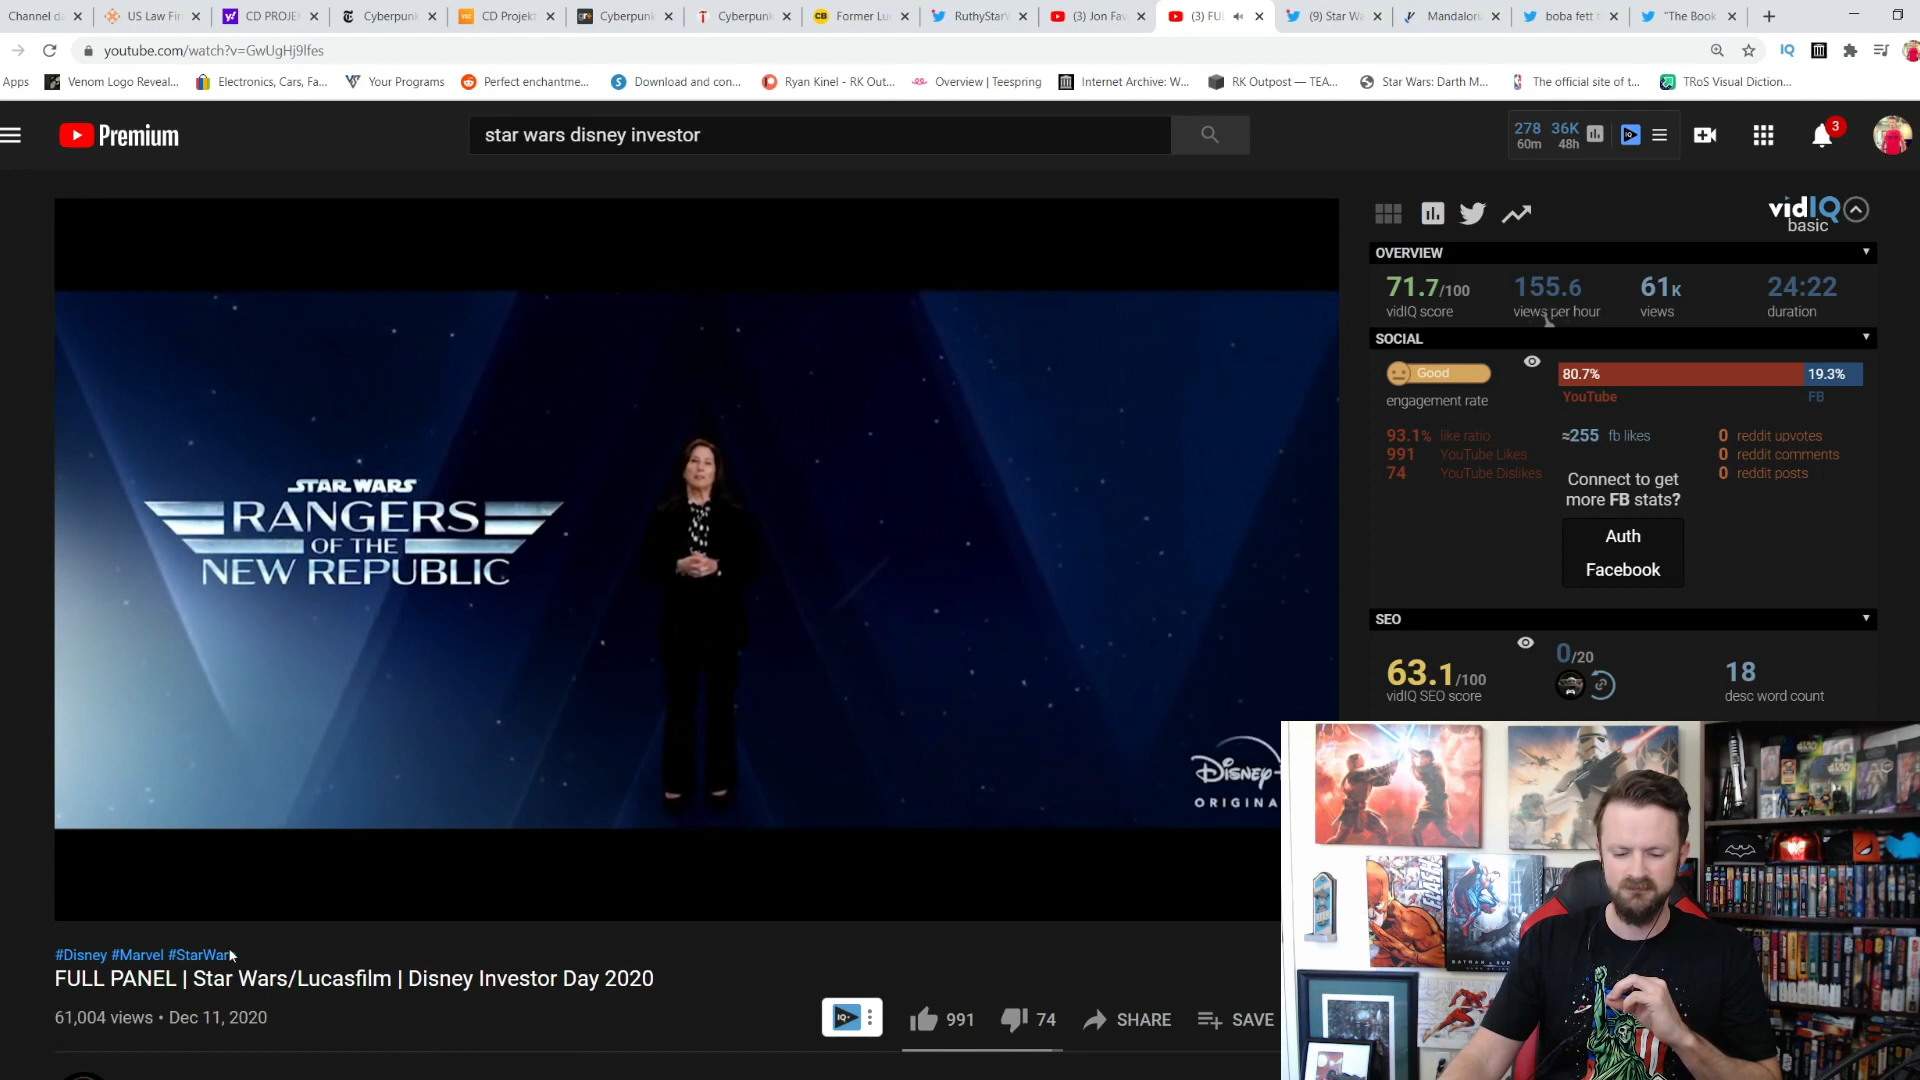 Channel da
US Law Fir
CD PROJE
Cyberpunk
CD Projekt
Cyberpunk
Cyberpunk
Former Lu
RuthyStarW
(3) Jon Fav
(3) FUL
(9) Star Wa
Mandaloria
boba fett t
"The Book
youtube.com/watch?v=GwUgHj9lfes
Apps
Venom Logo Reveal...
Electronics, Cars, Fa...
Your Programs
Perfect enchantme...
Download and con...
Ryan Kinel - RK Out...
Overview | Teespring
Internet Archive: W...
RK Outpost — TEA...
Star Wars: Darth M...
The official site of t...
TRoS Visual Diction...
Premium
star wars disney investor
278 36K
60m 48h
3
vidIQ
basic
OVERVIEW
71.7/100
vidIQ score
155.6
views per hour
61K
views
24:22
duration
SOCIAL
Good
engagement rate
80.7% 19.3%
YouTube FB
93.1% like ratio
991 YouTube Likes
74 YouTube Dislikes
≈255 fb likes
0 reddit upvotes
0 reddit comments
0 reddit posts
Connect to get
more FB stats?
Auth
Facebook
SEO
63.1/100
vidIQ SEO score
0/20
18
desc word count
STAR WARS
RANGERS
OF THE
NEW REPUBLIC
Disney+
ORIGINA
#Disney #Marvel #StarWar
FULL PANEL | Star Wars/Lucasfilm | Disney Investor Day 2020
61,004 views • Dec 11, 2020
IQ
991
74
SHARE
SAVE